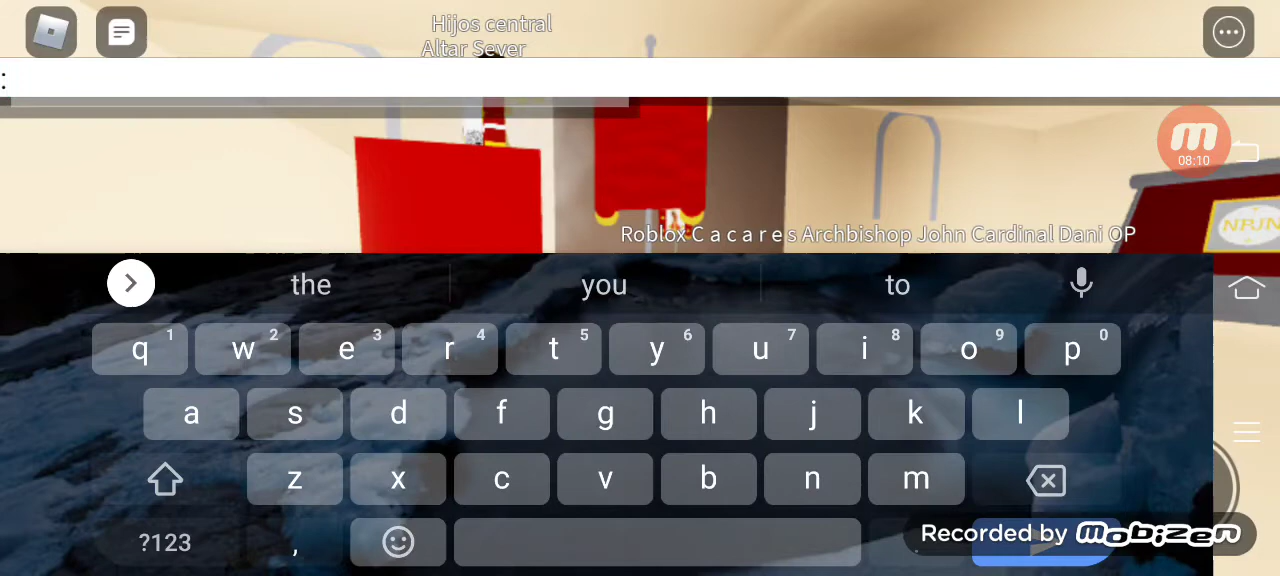 Hijos central
Altar Sever
:
08:10
NRJN
Roblox C a c a r e s Archbishop John Cardinal Dani OP
the you to
q 1 w 2 e 3 r 4 t 5 y 6 u 7 i 8 o 9 p 0
a s d f g h j k l
z x c v b n m
?123 , .
Recorded by mobizen